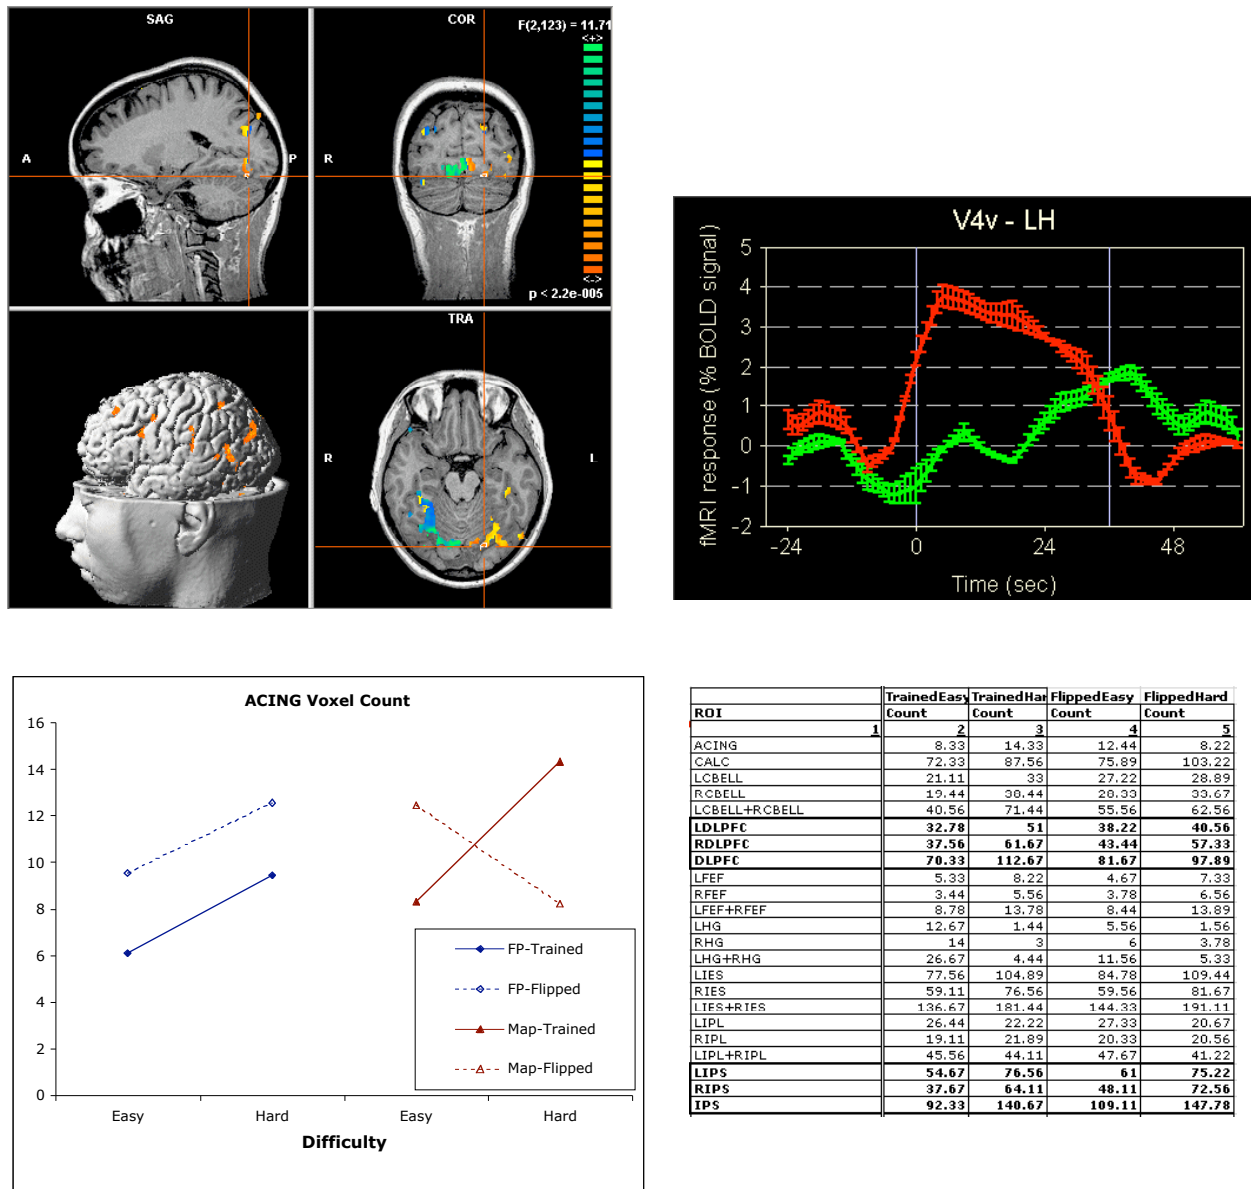 SAG
COR
F(2,123) = 11.71
<+>
A
P
R
<->
p < 2.2e-005
TRA
R
L
V4v - LH
fMRI response (% BOLD signal)
5
4
3
2
1
0
-1
-2
-24
0
24
48
Time (sec)
ACING Voxel Count
16
14
12
10
8
6
4
2
0
Easy
Hard
Easy
Hard
Difficulty
FP-Trained
FP-Flipped
Map-Trained
Map-Flipped
TrainedEasy TrainedHar FlippedEasy FlippedHard
ROI Count Count Count Count
1 2 3 4 5
ACING 8.33 14.33 12.44 8.22
CALC 72.33 87.56 75.89 103.22
LCBELL 21.11 33 27.22 28.89
RCBELL 19.44 38.44 28.33 33.67
LCBELL+RCBELL 40.56 71.44 55.56 62.56
LDLPFC 32.78 51 38.22 40.56
RDLPFC 37.56 61.67 43.44 57.33
DLPFC 70.33 112.67 81.67 97.89
LFEF 5.33 8.22 4.67 7.33
RFEF 3.44 5.56 3.78 6.56
LFEF+RFEF 8.78 13.78 8.44 13.89
LHG 12.67 1.44 5.56 1.56
RHG 14 3 6 3.78
LHG+RHG 26.67 4.44 11.56 5.33
LIES 77.56 104.89 84.78 109.44
RIES 59.11 76.56 59.56 81.67
LIES+RIES 136.67 181.44 144.33 191.11
LIPL 26.44 22.22 27.33 20.67
RIPL 19.11 21.89 20.33 20.56
LIPL+RIPL 45.56 44.11 47.67 41.22
LIPS 54.67 76.56 61 75.22
RIPS 37.67 64.11 48.11 72.56
IPS 92.33 140.67 109.11 147.78